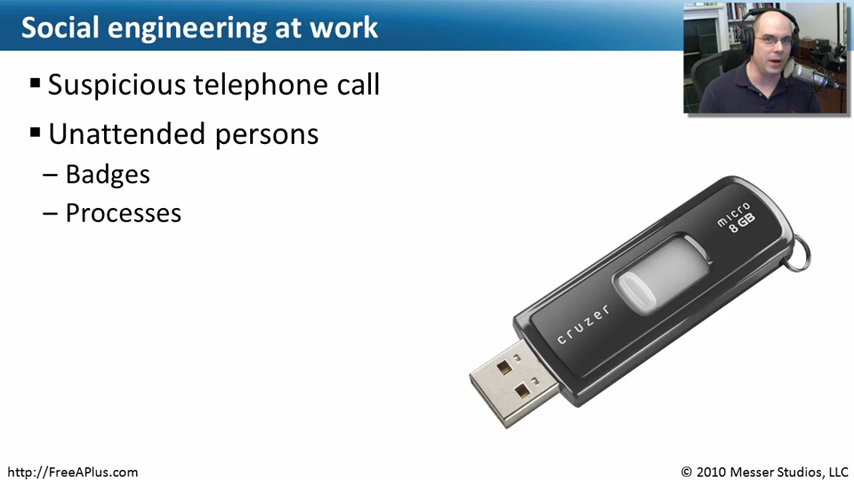 Social engineering at work
▪ Suspicious telephone call
▪ Unattended persons
– Badges
– Processes
micro
8 GB
cruzer
http://FreeAPlus.com
© 2010 Messer Studios, LLC